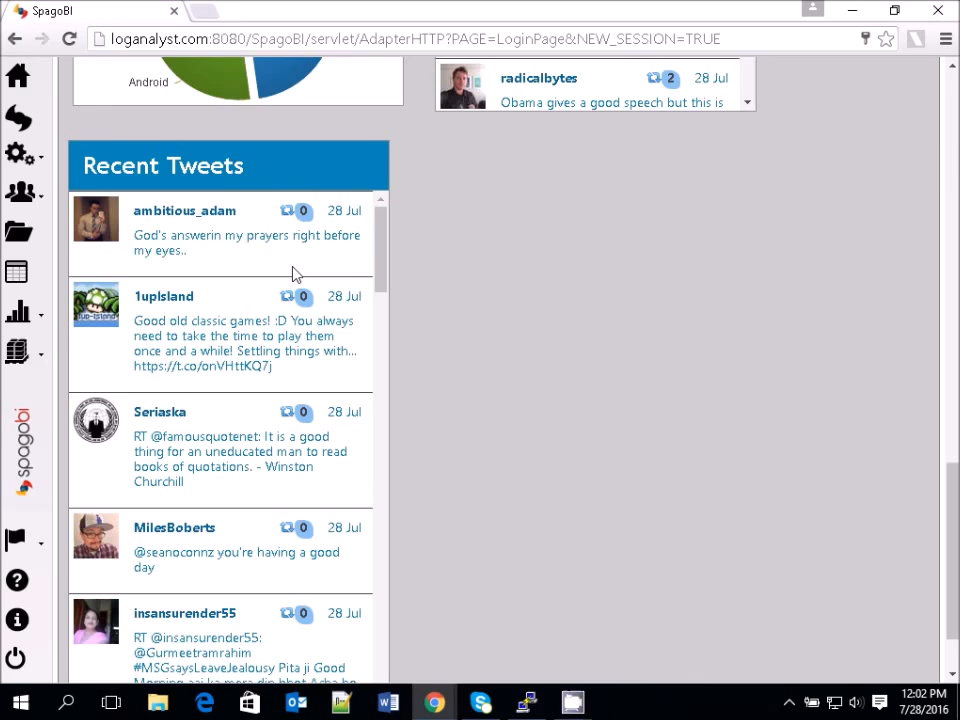 SpagoBI
loganalyst.com:8080/SpagoBI/servlet/AdapterHTTP?PAGE=LoginPage&NEW_SESSION=TRUE
Android
radicalbytes 2 28 Jul
Obama gives a good speech but this is
Recent Tweets
ambitious_adam 0 28 Jul
God's answerin my prayers right before
my eyes..
1upIsland 0 28 Jul
Good old classic games! :D You always
need to take the time to play them
once and a while! Settling things with...
https://t.co/onVHttKQ7j
Seriaska 0 28 Jul
RT @famousquotenet: It is a good
thing for an uneducated man to read
books of quotations. - Winston
Churchill
MilesBoberts 0 28 Jul
@seanoconnz you're having a good
day
insansurender55 0 28 Jul
RT @insansurender55:
@Gurmeetramrahim
#MSGsaysLeaveJealousy Pita ji Good
spagobi
12:02 PM
7/28/2016